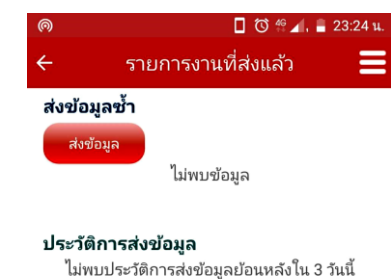 4G 23:24 น.
รายการงานที่ส่งแล้ว
ส่งข้อมูลซ้ำ
ส่งข้อมูล
ไม่พบข้อมูล
ประวัติการส่งข้อมูล
ไม่พบประวัติการส่งข้อมูลย้อนหลังใน 3 วันนี้